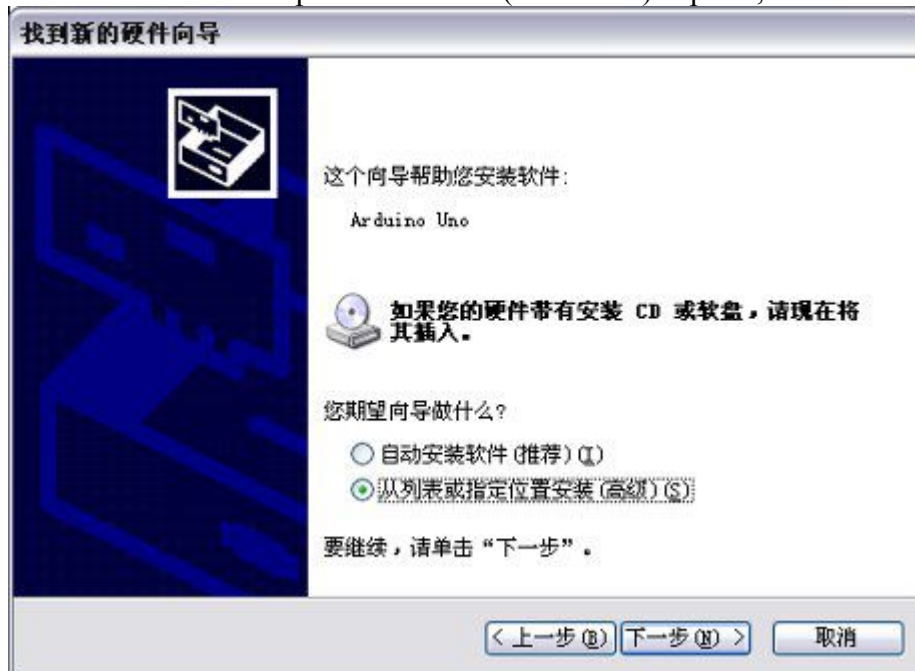 找到新的硬件向导
这个向导帮助您安装软件:
Arduino Uno
如果您的硬件带有安装 CD 或软盘，请现在将
其插入。
您期望向导做什么?
自动安装软件(推荐)(I)
从列表或指定位置安装(高级)(S)
要继续，请单击“下一步”。
<上一步(B) 下一步(N)> 取消